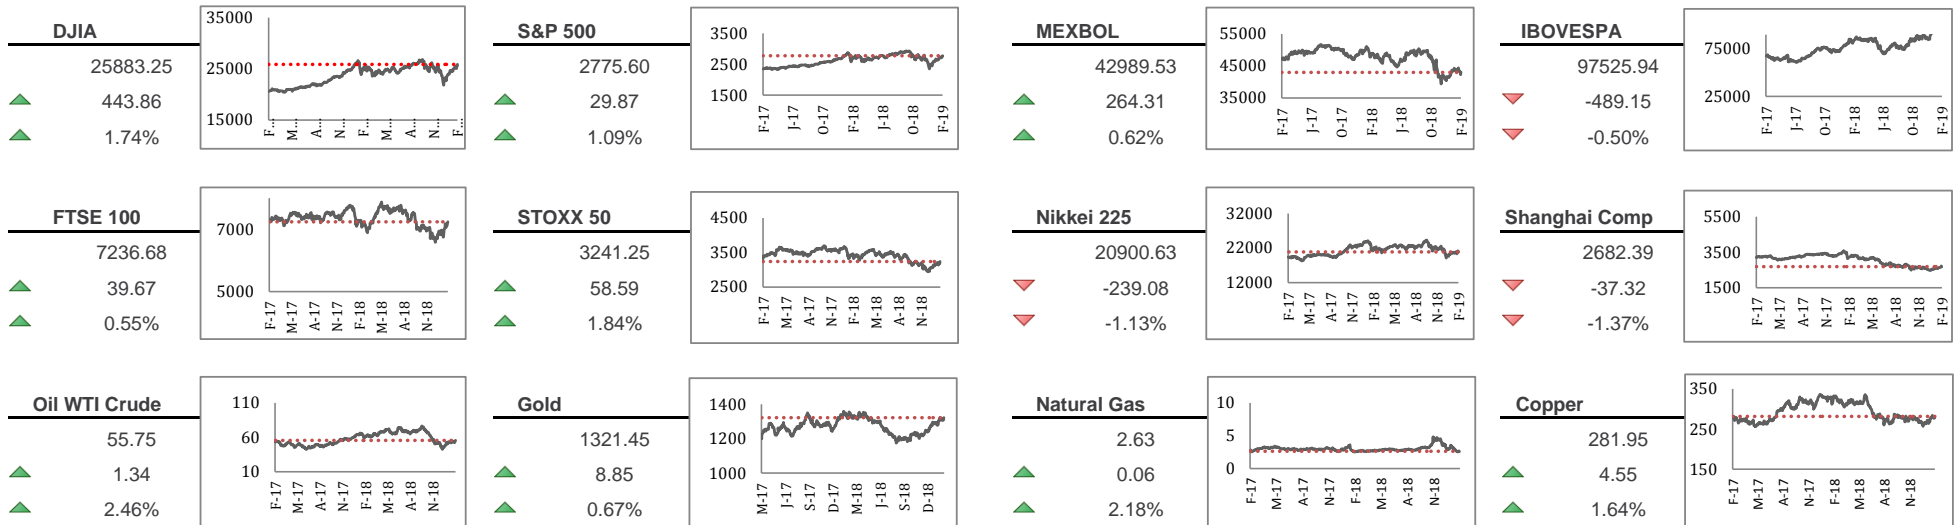 DJIA
25883.25
443.86
1.74%
35000
25000
15000
F...
M...
A...
N...
F...
M...
A...
N...
F...
S&P 500
2775.60
29.87
1.09%
3500
2500
1500
F-17
J-17
O-17
F-18
J-18
O-18
F-19
MEXBOL
42989.53
264.31
0.62%
55000
45000
35000
F-17
J-17
O-17
F-18
J-18
O-18
F-19
IBOVESPA
97525.94
-489.15
-0.50%
75000
25000
F-17
J-17
O-17
F-18
J-18
O-18
F-19
FTSE 100
7236.68
39.67
0.55%
7000
5000
F-17
M-17
A-17
N-17
F-18
M-18
A-18
N-18
STOXX 50
3241.25
58.59
1.84%
4500
3500
2500
F-17
M-17
A-17
N-17
F-18
M-18
A-18
N-18
Nikkei 225
20900.63
-239.08
-1.13%
32000
22000
12000
F-17
M-17
A-17
N-17
F-18
M-18
A-18
N-18
F-19
Shanghai Comp
2682.39
-37.32
-1.37%
5500
3500
1500
F-17
M-17
A-17
N-17
F-18
M-18
A-18
N-18
F-19
Oil WTI Crude
55.75
1.34
2.46%
110
60
10
F-17
M-17
A-17
N-17
F-18
M-18
A-18
N-18
Gold
1321.45
8.85
0.67%
1400
1200
1000
M-17
J-17
S-17
D-17
M-18
J-18
S-18
D-18
Natural Gas
2.63
0.06
2.18%
10
5
0
F-17
M-17
A-17
N-17
F-18
M-18
A-18
N-18
Copper
281.95
4.55
1.64%
350
250
150
F-17
M-17
A-17
N-17
F-18
M-18
A-18
N-18